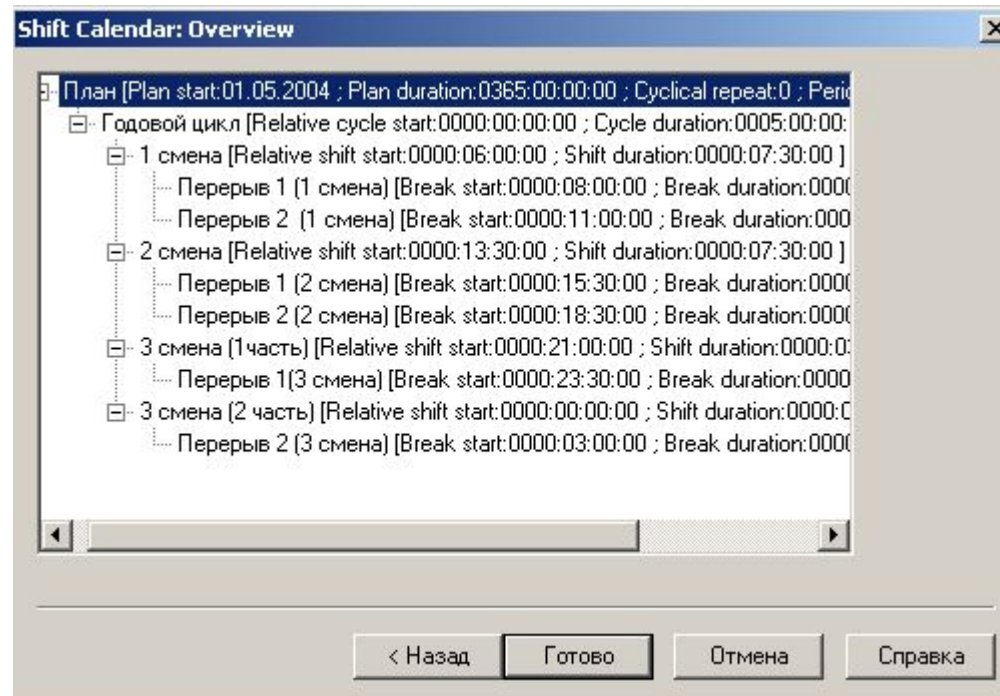 Shift Calendar: Overview
План [Plan start:01.05.2004 ; Plan duration:0365:00:00:00 ; Cyclical repeat:0 ;
Годовой цикл [Relative cycle start:0000:00:00:00 ; Cycle duration:0005:00:00:
1 смена [Relative shift start:0000:06:00:00 ; Shift duration:0000:07:30:00 ]
Перерыв 1 (1 смена) [Break start:0000:08:00:00 ; Break duration:000
Перерыв 2 (1 смена) [Break start:0000:11:00:00 ; Break duration:000
2 смена [Relative shift start:0000:13:30:00 ; Shift duration:0000:07:30:00 ]
Перерыв 1 (2 смена) [Break start:0000:15:30:00 ; Break duration:000
Перерыв 2 (2 смена) [Break start:0000:18:30:00 ; Break duration:000
3 смена (1часть) [Relative shift start:0000:21:00:00 ; Shift duration:0000:0
Перерыв 1(3 смена) [Break start:0000:23:30:00 ; Break duration:0000
3 смена (2 часть) [Relative shift start:0000:00:00:00 ; Shift duration:0000:
Перерыв 2 (3 смена) [Break start:0000:03:00:00 ; Break duration:000
< Назад Готово Отмена Справка